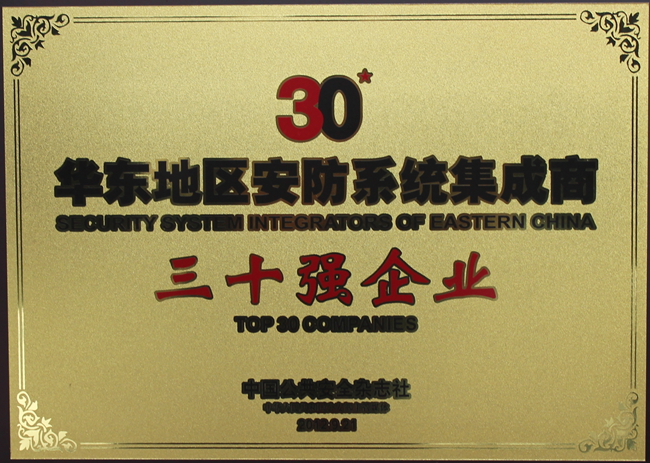 30*
华东地区安防系统集成商
SECURITY SYSTEM INTEGRATORS OF EASTERN CHINA
三十强企业
TOP 30 COMPANIES
中国公共安全杂志社